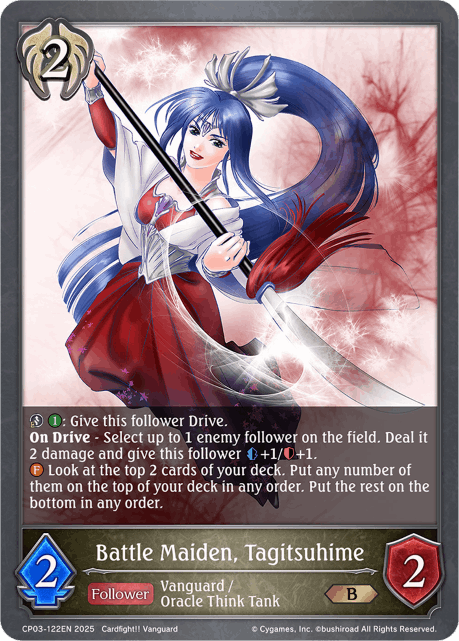 2
1 : Give this follower Drive.
On Drive - Select up to 1 enemy follower on the field. Deal it
2 damage and give this follower +1/ +1.
F Look at the top 2 cards of your deck. Put any number of
them on the top of your deck in any order. Put the rest on the
bottom in any order.
Battle Maiden, Tagitsuhime
2
Follower
Vanguard /
Oracle Think Tank
B
2
CP03-122EN 2025 Cardfight!! Vanguard © Cygames, Inc. ©bushiroad All Rights Reserved.